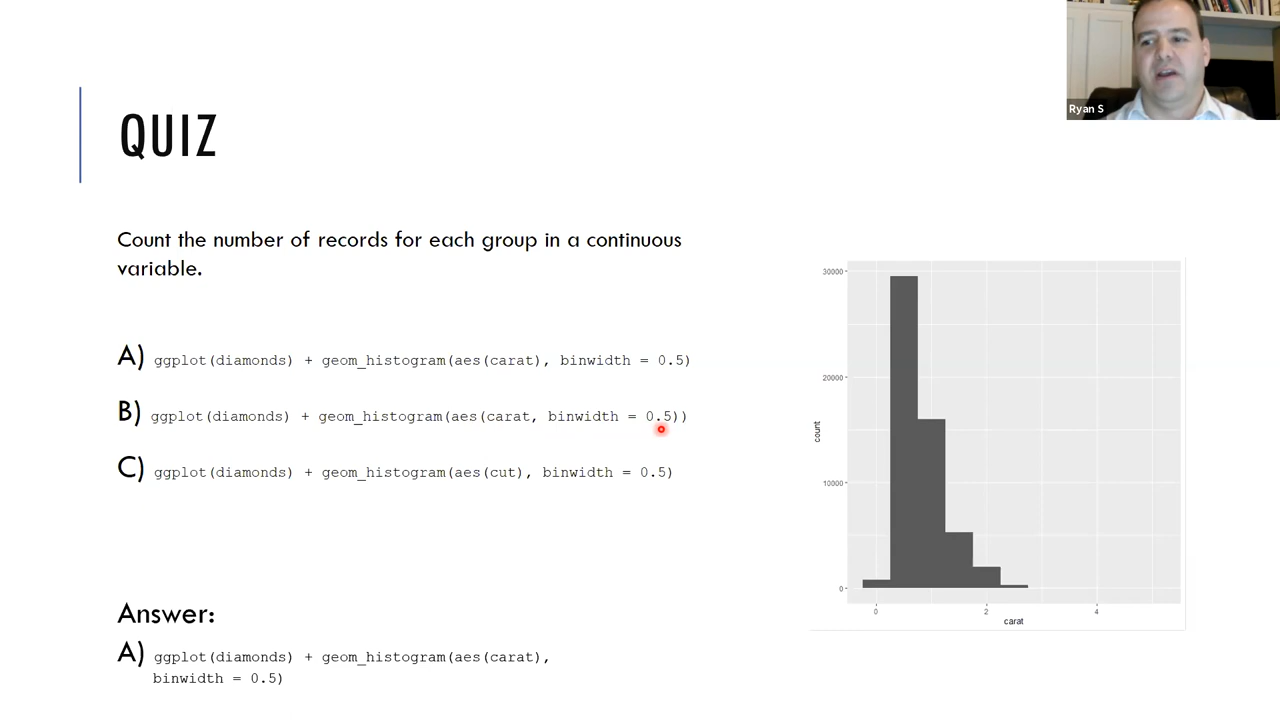 Ryan S
QUIZ
Count the number of records for each group in a continuous
variable.
A) ggplot(diamonds) + geom_histogram(aes(carat), binwidth = 0.5)
B) ggplot(diamonds) + geom_histogram(aes(carat, binwidth = 0.5))
C) ggplot(diamonds) + geom_histogram(aes(cut), binwidth = 0.5)
Answer:
A) ggplot(diamonds) + geom_histogram(aes(carat),
binwidth = 0.5)
30000
20000
10000
0
count
0 2 4
carat